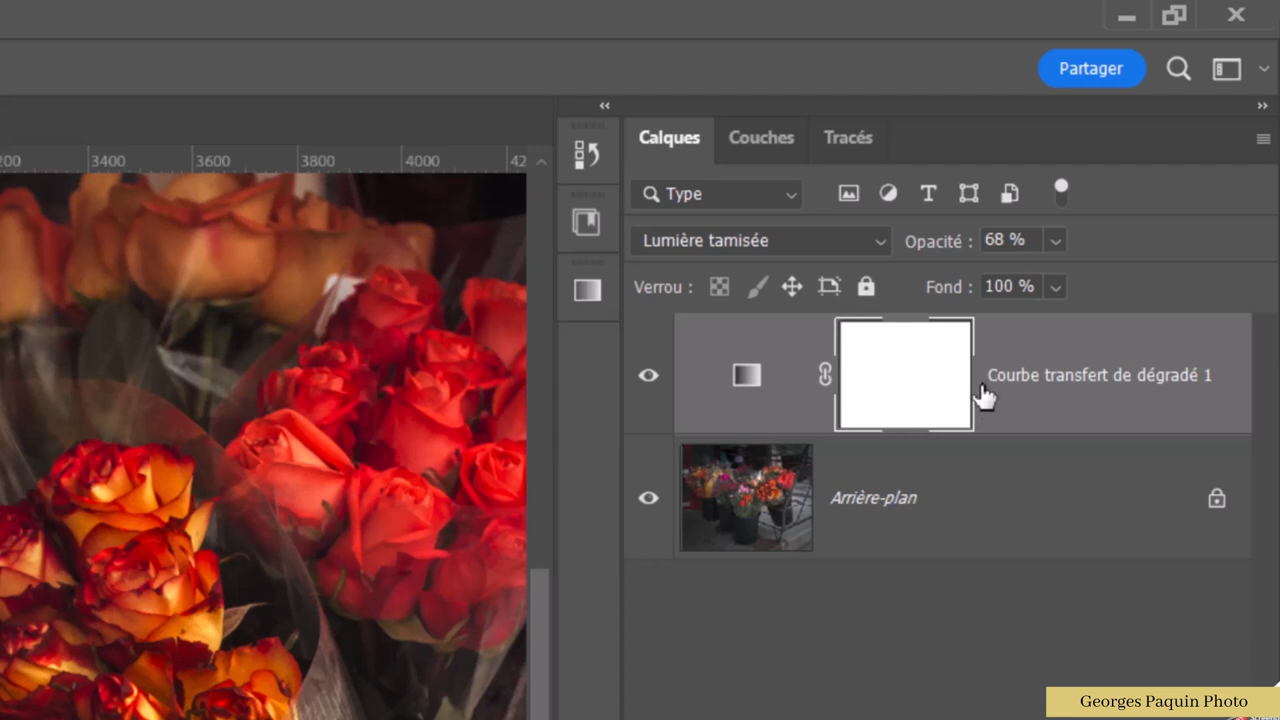 Partager
Calques Couches Tracés
200 3400 3600 3800 4000 42
Type
Lumière tamisée Opacité : 68 %
Verrou : Fond : 100 %
Courbe transfert de dégradé 1
Arrière-plan
Georges Paquin Photo